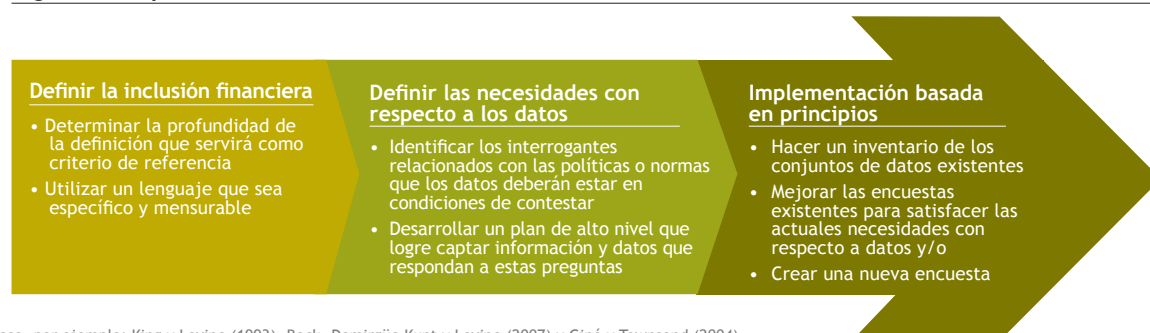 Definir la inclusión financiera
• Determinar la profundidad de
la definición que servirá como
criterio de referencia
• Utilizar un lenguaje que sea
específico y mensurable
Definir las necesidades con
respecto a los datos
• Identificar los interrogantes
relacionados con las políticas o normas
que los datos deberán estar en
condiciones de contestar
• Desarrollar un plan de alto nivel que
logre captar información y datos que
respondan a estas preguntas
Implementación basada
en principios
• Hacer un inventario de los
conjuntos de datos existentes
• Mejorar las encuestas
existentes para satisfacer las
actuales necesidades con
respecto a datos y/o
• Crear una nueva encuesta